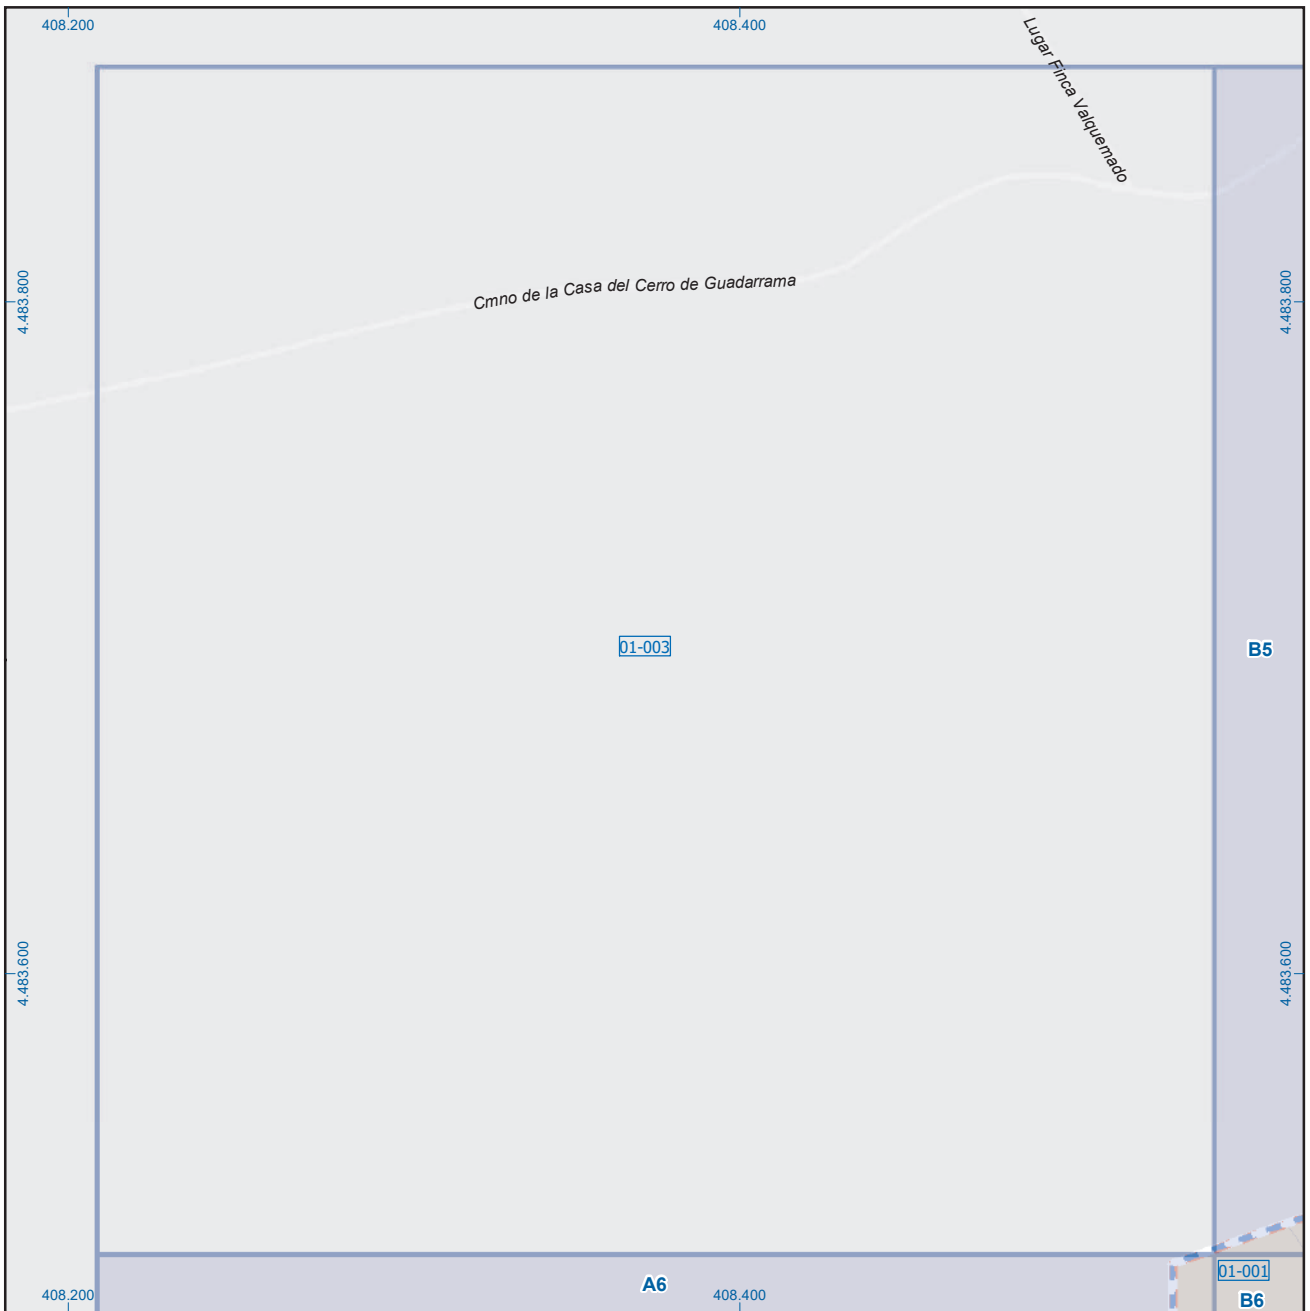 408.200
408.400
Lugar Finca Valquemado
4.483.800
4.483.800
Cmno de la Casa del Cerro de Guadarrama
01-003
B5
4.483.600
4.483.600
01-001
A6
408.200
408.400
B6